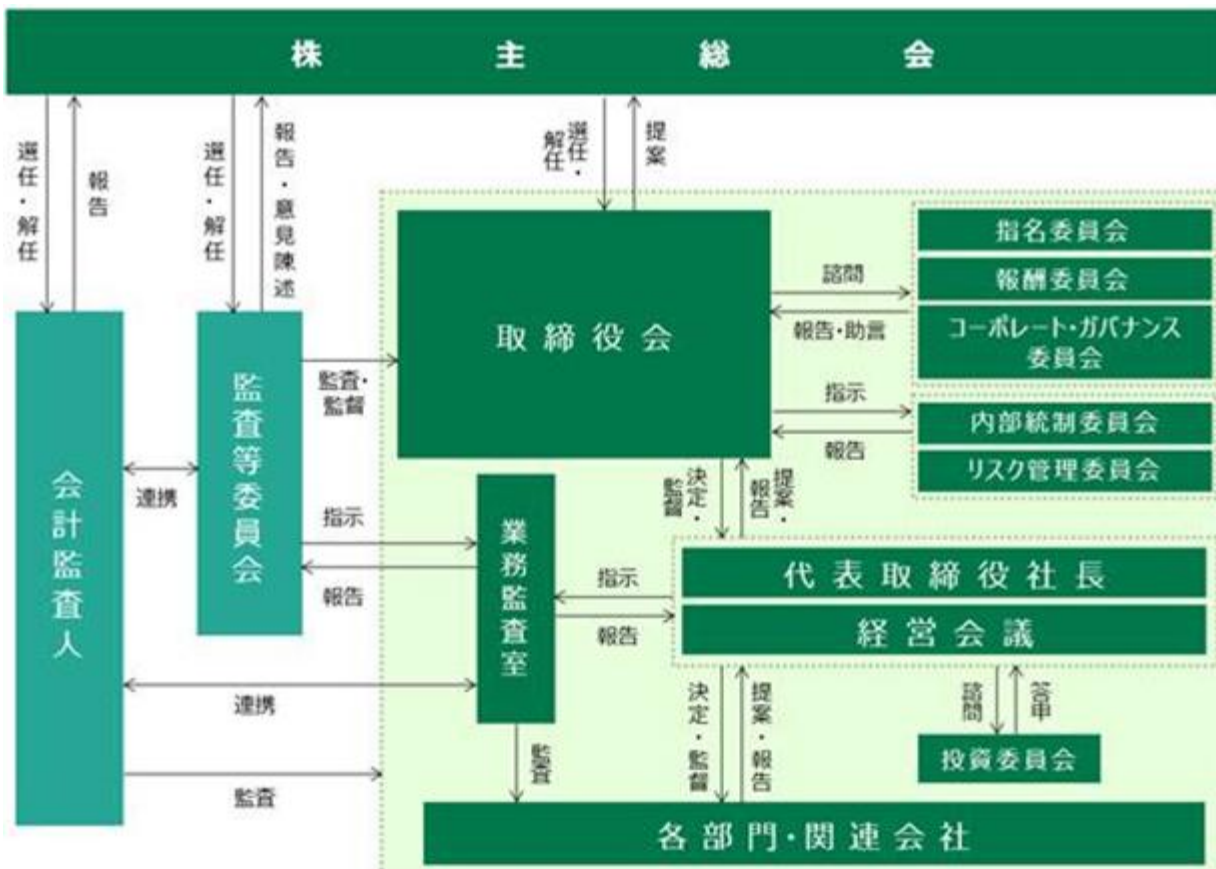 株主総会
選任・解任
報告
選任・解任
報告・意見陳述
選任・
解任
提案
会計監査人
監査等委員会
取締役会
指名委員会
報酬委員会
コーポレート・ガバナンス
委員会
諮問
報告・助言
監査・
監督
指示
報告
内部統制委員会
リスク管理委員会
連携
決定・
監督
提案・
報告
指示
報告
業務監査室
指示
報告
代表取締役社長
経営会議
連携
決定・監督
提案・報告
諮問
答申
投資委員会
監査
監査
各部門・関連会社